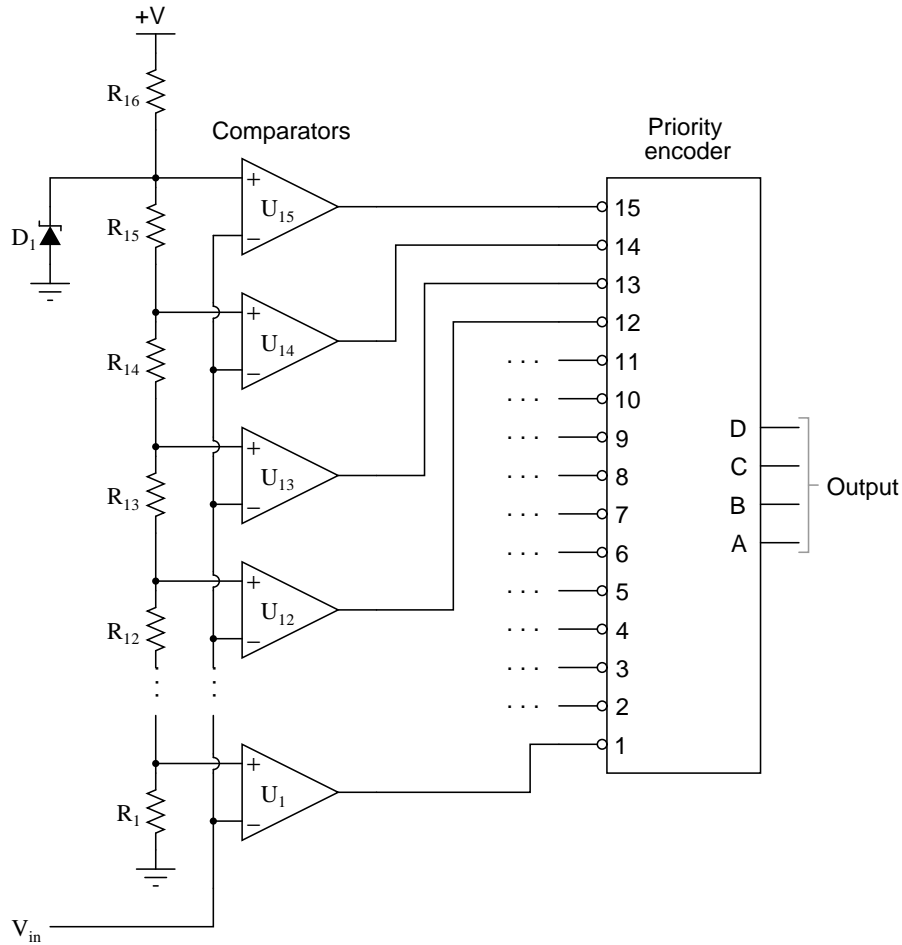 +V
R16
Comparators
Priority
encoder
+
U15
−
15
R15
D1
14
+
U14
−
13
12
R14
. . . 11
. . . 10
+
U13
−
D
. . . 9
C
R13
. . . 8
Output
B
. . . 7
A
. . . 6
+
U12
−
. . . 5
R12
. . . 4
. . . 3
. . . 2
1
+
U1
−
R1
Vin